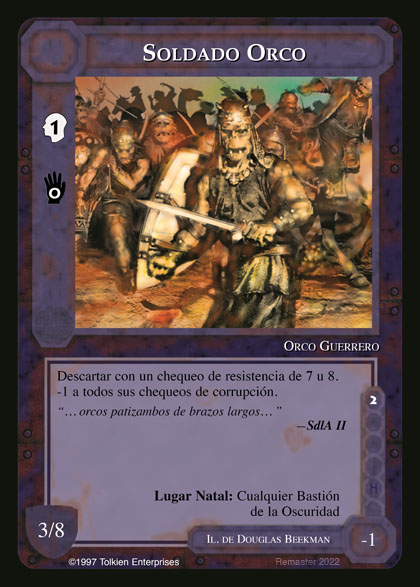 SOLDADO ORCO
1
0
ORCO GUERRERO
Descartar con un chequeo de resistencia de 7 u 8.
-1 a todos sus chequeos de corrupción.
“… orcos patizambos de brazos largos… ”
—SdlA II
2
H
Lugar Natal: Cualquier Bastión
de la Oscuridad
3/8
IL. DE DOUGLAS BEEKMAN
-1
©1997 Tolkien Enterprises
Remaster 2022